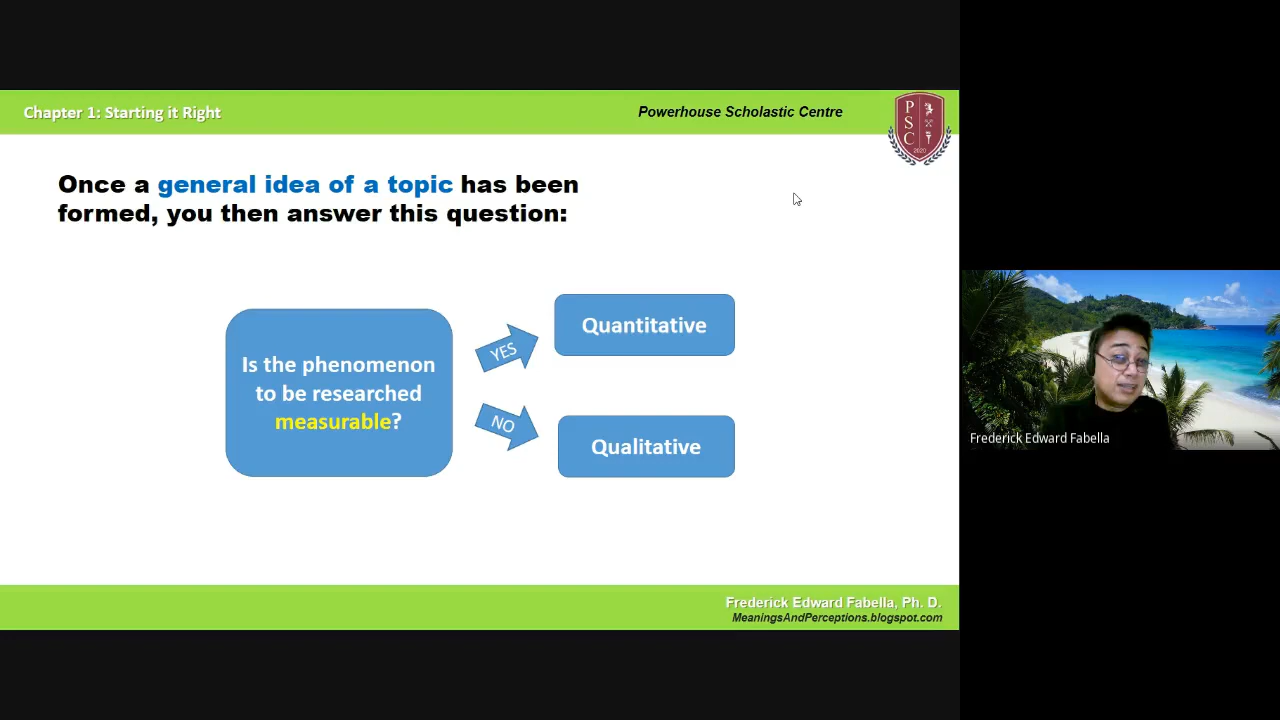 Chapter 1: Starting it Right
Powerhouse Scholastic Centre
P
S
C
2020
Once a general idea of a topic has been
formed, you then answer this question:
Is the phenomenon
to be researched
measurable?
YES
Quantitative
NO
Qualitative
Frederick Edward Fabella
Frederick Edward Fabella, Ph. D.
MeaningsAndPerceptions.blogspot.com